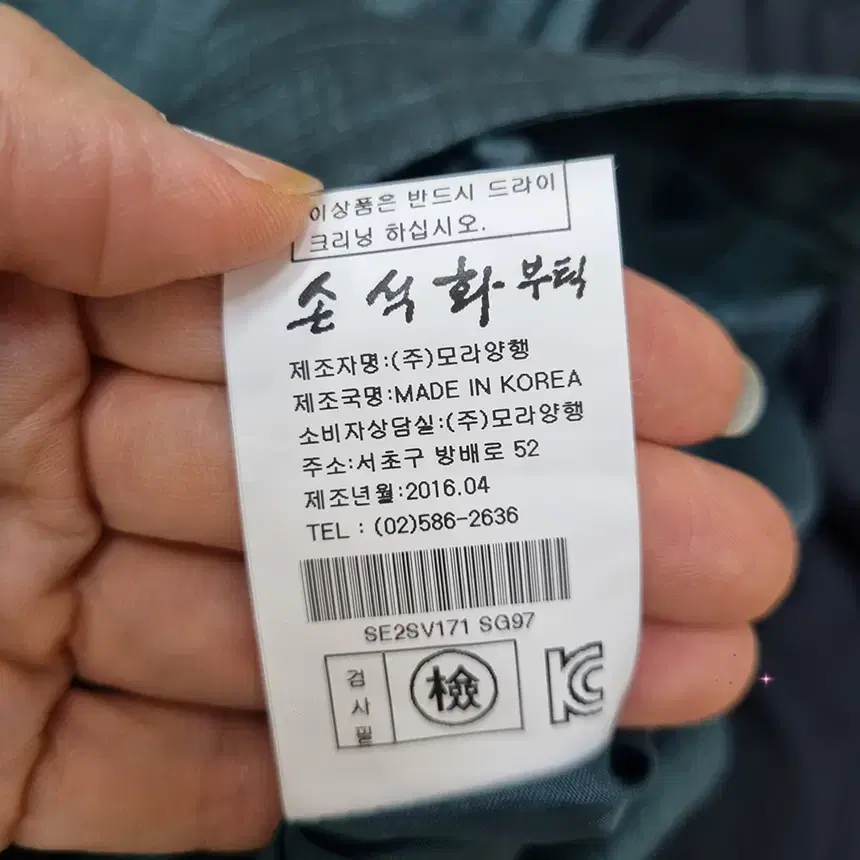 이상품은 반드시 드라이
크리닝 하십시오.
손석화 부틱
제조자명:(주)모라양행
제조국명:MADE IN KOREA
소비자상담실:(주)모라양행
주소:서초구 방배로 52
제조년월:2016.04
TEL : (02)586-2636
SE2SV171 SG97
검사필
檢
KC